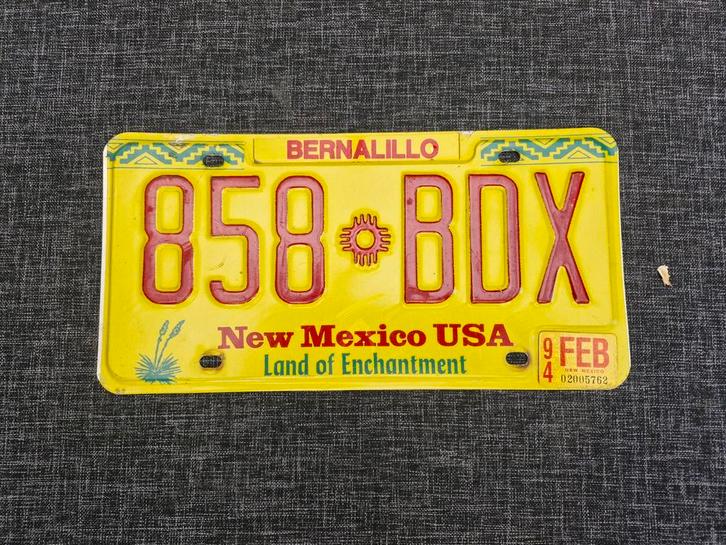 BERNALILLO
858 BDX
New Mexico USA
Land of Enchantment
94 FEB
NEW MEXICO
02005762